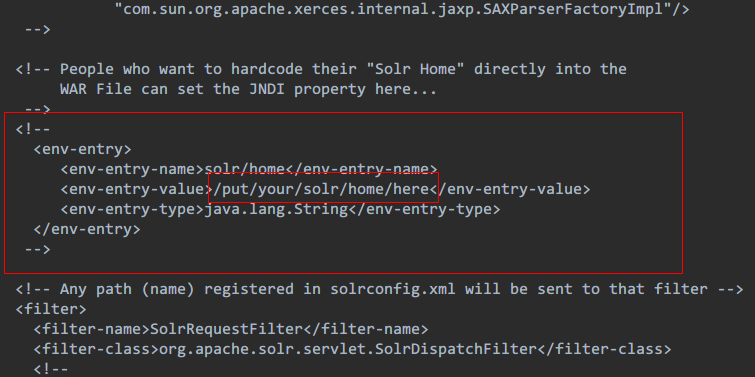 "com.sun.org.apache.xerces.internal.jaxp.SAXParserFactoryImpl"/>
-->
<!-- People who want to hardcode their "Solr Home" directly into the
WAR File can set the JNDI property here...
-->
<!--
<env-entry>
<env-entry-name>solr/home</env-entry-name>
<env-entry-value>/put/your/solr/home/here</env-entry-value>
<env-entry-type>java.lang.String</env-entry-type>
</env-entry>
-->
<!-- Any path (name) registered in solrconfig.xml will be sent to that filter -->
<filter>
<filter-name>SolrRequestFilter</filter-name>
<filter-class>org.apache.solr.servlet.SolrDispatchFilter</filter-class>
<!--